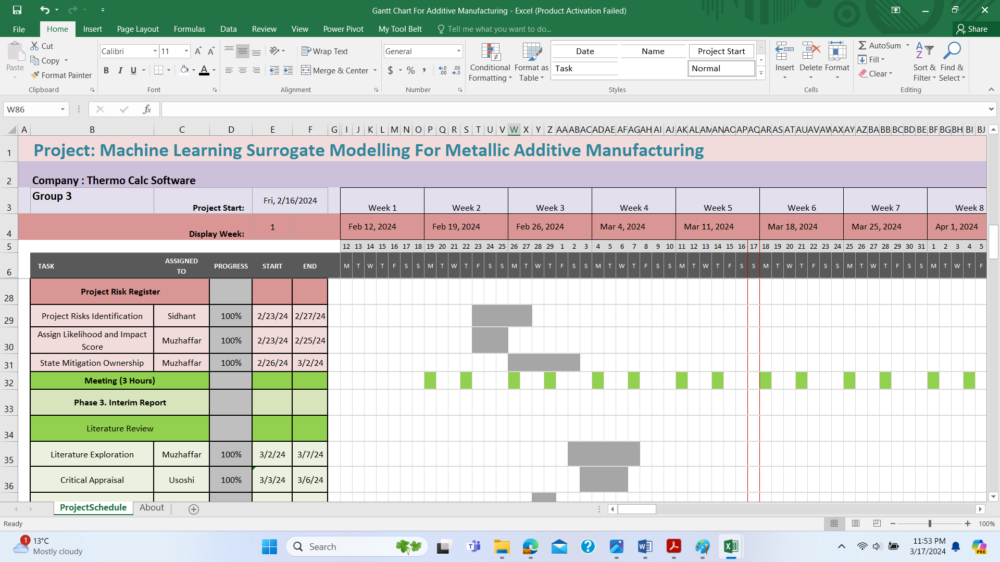 Gantt Chart For Additive Manufacturing - Excel (Product Activation Failed)
File Home Insert Page Layout Formulas Data Review View Power Pivot My Tool Belt Tell me what you want to do... Share
Paste Cut Copy Format Painter Clipboard
Calibri 11 B I U A Font
Wrap Text Merge & Center Alignment
General $ % , Number
Conditional Formatting Format as Table
Date Name Project Start
Task Normal
Styles
Insert Delete Format Cells
AutoSum Fill Clear Sort & Filter Find & Select Editing
W86 fx
A B C D E F G I J K L M N O P Q R S T U V W X Y Z AA AB AC AD AE AF AG AH AI AJ AK AL AM AN AO AP AQ AR AS AT AU AV AW AX AY AZ BA BB BC BD BE BF BG BH BI BJ
1 Project: Machine Learning Surrogate Modelling For Metallic Additive Manufacturing
2 Company : Thermo Calc Software
3 Group 3 Project Start: Fri, 2/16/2024 Week 1 Week 2 Week 3 Week 4 Week 5 Week 6 Week 7 Week 8
4 Display Week: 1 Feb 12, 2024 Feb 19, 2024 Feb 26, 2024 Mar 4, 2024 Mar 11, 2024 Mar 18, 2024 Mar 25, 2024 Apr 1, 2024
5 12 13 14 15 16 17 18 19 20 21 22 23 24 25 26 27 28 29 1 2 3 4 5 6 7 8 9 10 11 12 13 14 15 16 17 18 19 20 21 22 23 24 25 26 27 28 29 30 31 1 2 3 4 5
6 TASK ASSIGNED TO PROGRESS START END M T W T F S S M T W T F S S M T W T F S S M T W T F S S M T W T F S S M T W T F S S M T W T F S S M T W T F
28 Project Risk Register
29 Project Risks Identification Sidhant 100% 2/23/24 2/27/24
30 Assign Likelihood and Impact Score Muzhaffar 100% 2/23/24 2/25/24
31 State Mitigation Ownership Muzhaffar 100% 2/26/24 3/2/24
32 Meeting (3 Hours)
33 Phase 3. Interim Report
34 Literature Review
35 Literature Exploration Muzhaffar 100% 3/2/24 3/7/24
36 Critical Appraisal Usoshi 100% 3/3/24 3/6/24
ProjectSchedule About
Ready 100%
1 13°C
Mostly cloudy
Search
11:53 PM
3/17/2024
PRE